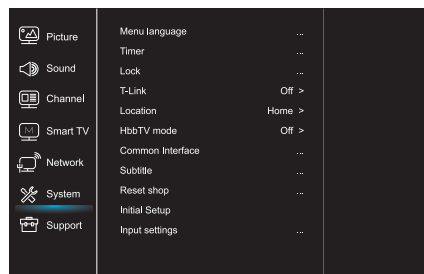 Picture
Sound
Channel
Smart TV
Network
System
Support
Menu language ...
Timer ...
Lock ...
T-Link Off >
Location Home >
HbbTV mode Off >
Common Interface ...
Subtitle ...
Reset shop ...
Initial Setup
Input settings ...